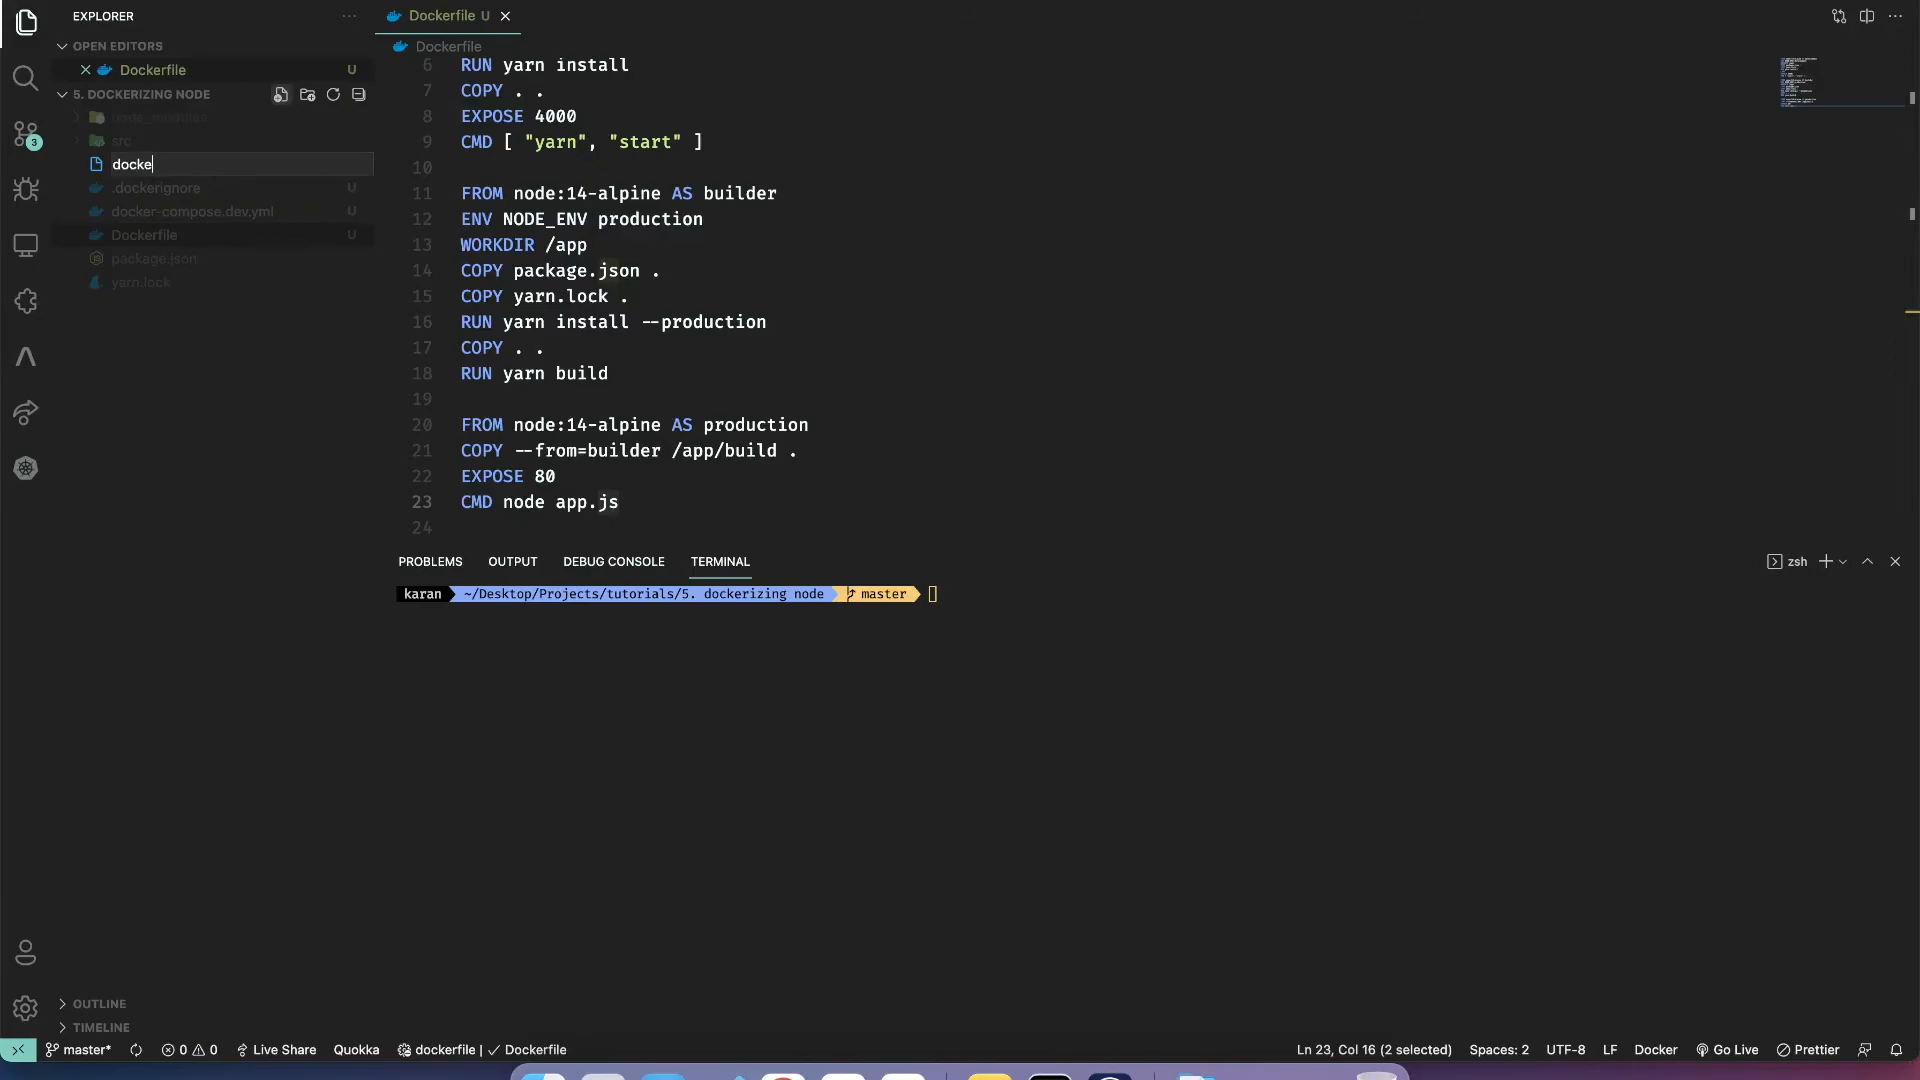 EXPLORER
OPEN EDITORS
Dockerfile U
5. DOCKERIZING NODE
node_modules
src
docke
.dockerignore U
docker-compose.dev.yml U
Dockerfile U
package.json
yarn.lock
OUTLINE
TIMELINE
3
Dockerfile U
Dockerfile
6 RUN yarn install
7 COPY . .
8 EXPOSE 4000
9 CMD [ "yarn", "start" ]
10
11 FROM node:14-alpine AS builder
12 ENV NODE_ENV production
13 WORKDIR /app
14 COPY package.json .
15 COPY yarn.lock .
16 RUN yarn install --production
17 COPY . .
18 RUN yarn build
19
20 FROM node:14-alpine AS production
21 COPY --from=builder /app/build .
22 EXPOSE 80
23 CMD node app.js
24
PROBLEMS OUTPUT DEBUG CONSOLE TERMINAL
zsh
karan ~/Desktop/Projects/tutorials/5. dockerizing node master
master* 0 0 Live Share Quokka dockerfile | ✓ Dockerfile
Ln 23, Col 16 (2 selected) Spaces: 2 UTF-8 LF Docker Go Live Prettier